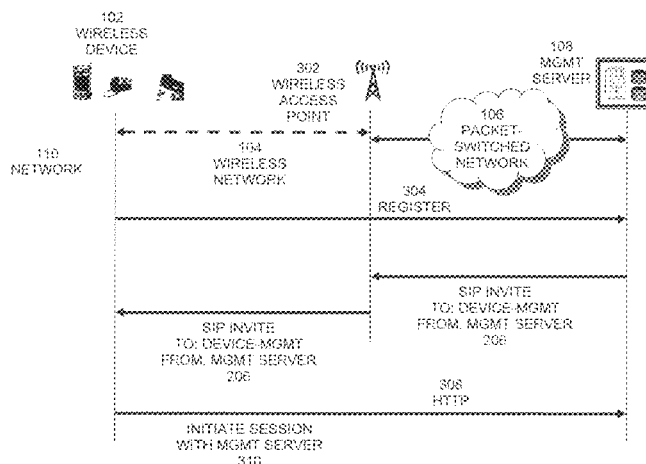 102
WIRELESS
DEVICE
302
WIRELESS
ACCESS
POINT
108
MGMT
SERVER
106
PACKET-
SWITCHED
NETWORK
110
NETWORK
104
WIRELESS
NETWORK
304
REGISTER
SIP INVITE
TO: DEVICE-MGMT
FROM: MGMT SERVER
206
SIP INVITE
TO: DEVICE-MGMT
FROM: MGMT SERVER
206
308
HTTP
INITIATE SESSION
WITH MGMT SERVER
310